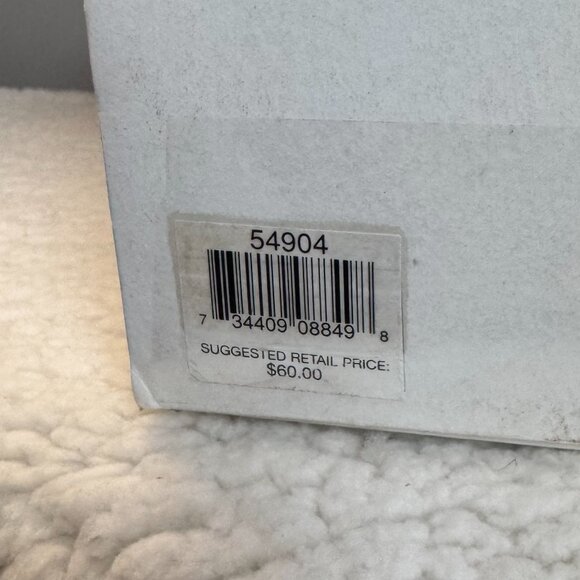 54904
7 34409 08849 8
SUGGESTED RETAIL PRICE:
$60.00